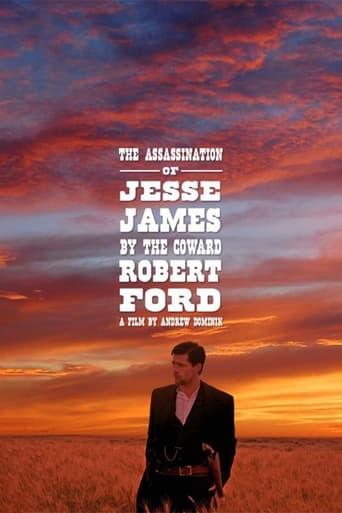 THE ASSASSINATION
OF
JESSE
JAMES
BY THE COWARD
ROBERT
FORD
A FILM BY ANDREW DOMINIK